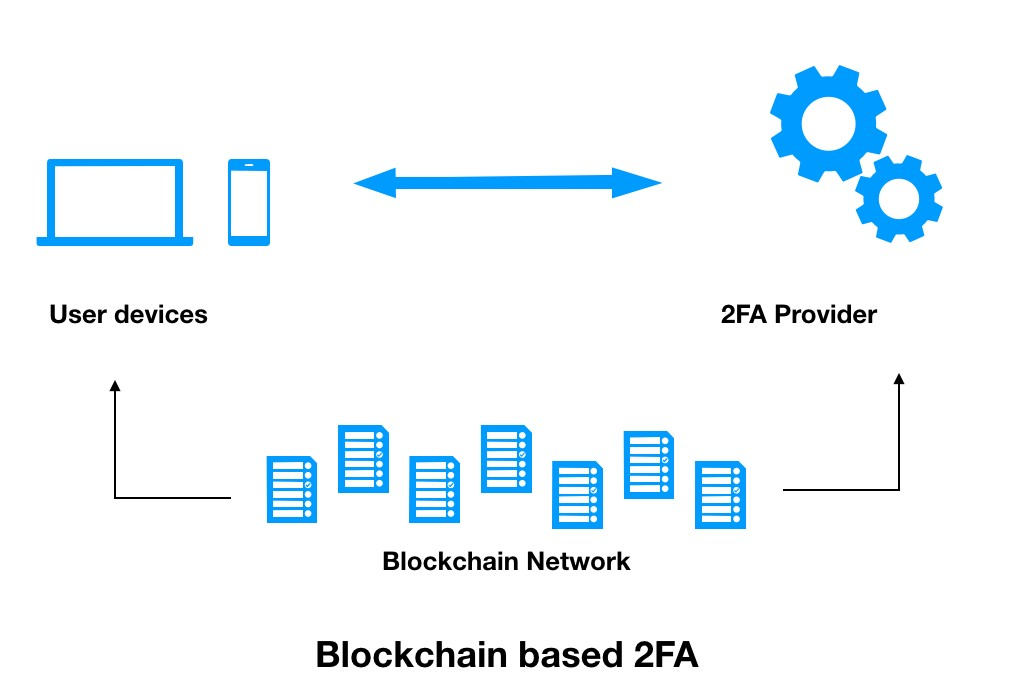 User devices
2FA Provider
Blockchain Network
Blockchain based 2FA